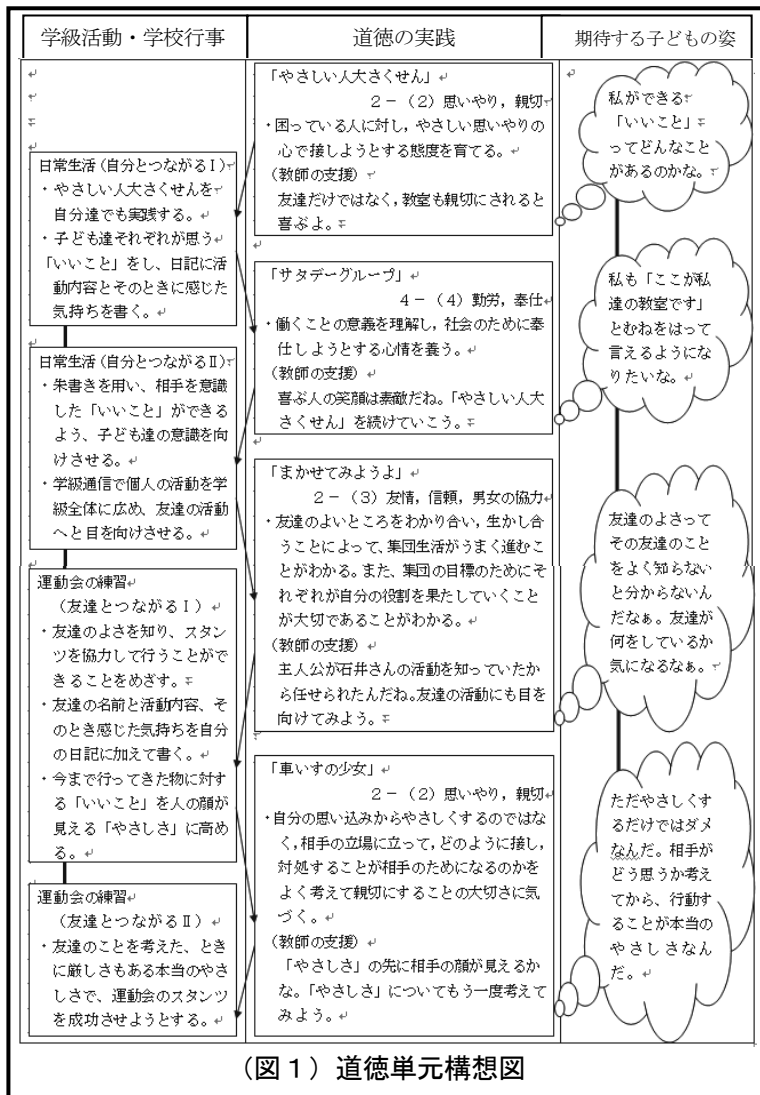 学級活動・学校行事
道徳の実践
期待する子どもの姿
「やさしい人大さくせん」
2－（2）思いやり，親切
・困っている人に対し，やさしい思いやりの
心で接しようとする態度を育てる。
（教師の支援）
友達だけではなく，教室も親切にされると
喜ぶよ。
私ができる
「いいこと」
ってどんなこと
があるのかな。
日常生活（自分とつながるⅠ）
・やさしい人大さくせんを
自分達でも実践する。
・子ども達それぞれが思う
「いいこと」をし、日記に活
動内容とそのときに感じた
気持ちを書く。
「サタデーグループ」
4－（4）勤労，奉仕
・働くことの意義を理解し，社会のために奉
仕しようとする心情を養う。
（教師の支援）
喜ぶ人の笑顔は素敵だね。「やさしい人大
さくせん」を続けていこう。
私も「ここが私
達の教室です」
とむねをはって
言えるようにな
りたいな。
日常生活（自分とつながるⅡ）
・朱書きを用い、相手を意識
した「いいこと」ができる
よう、子ども達の意識を向
けさせる。
・学級通信で個人の活動を学
級全体に広め、友達の活動
へと目を向けさせる。
「まかせてみようよ」
2－（3）友情，信頼，男女の協力
・友達のよいところをわかり合い，生かし合
うことによって、集団生活がうまく進むこ
とがわかる。また、集団の目標のためにそ
れぞれが自分の役割を果たしていくこと
が大切であることがわかる。
（教師の支援）
主人公が石井さんの活動を知っていたか
ら任せられたんだね。友達の活動にも目を
向けてみよう。
友達のよさって
その友達のこと
をよく知らない
と分からないん
だなぁ。友達が
何をしているか
気になるなぁ。
運動会の練習
（友達とつながるⅠ）
・友達のよさを知り、スタン
ツを協力して行うことがで
きることをめざす。
・友達の名前と活動内容、そ
のとき感じた気持ちを自分
の日記に加えて書く。
・今まで行ってきた物に対す
る「いいこと」を人の顔が
見える「やさしさ」に高め
る。
「車いすの少女」
2－（2）思いやり，親切
・自分の思い込みからやさしくするのではな
く，相手の立場に立って，どのように接し，
対処することが相手のためになるのかを
よく考えて親切にすることの大切さに気
づく。
（教師の支援）
「やさしさ」の先に相手の顔が見えるか
な。「やさしさ」についてもう一度考えて
みよう。
ただやさしくす
るだけではダメ
なんだ。相手が
どう思うか考え
てから、行動す
ることが本当の
やさしさなん
だ。
運動会の練習
（友達とつながるⅡ）
・友達のことを考えた、とき
に厳しさもある本当のやさ
しさで、運動会のスタンツ
を成功させようとする。
（図１）道徳単元構想図